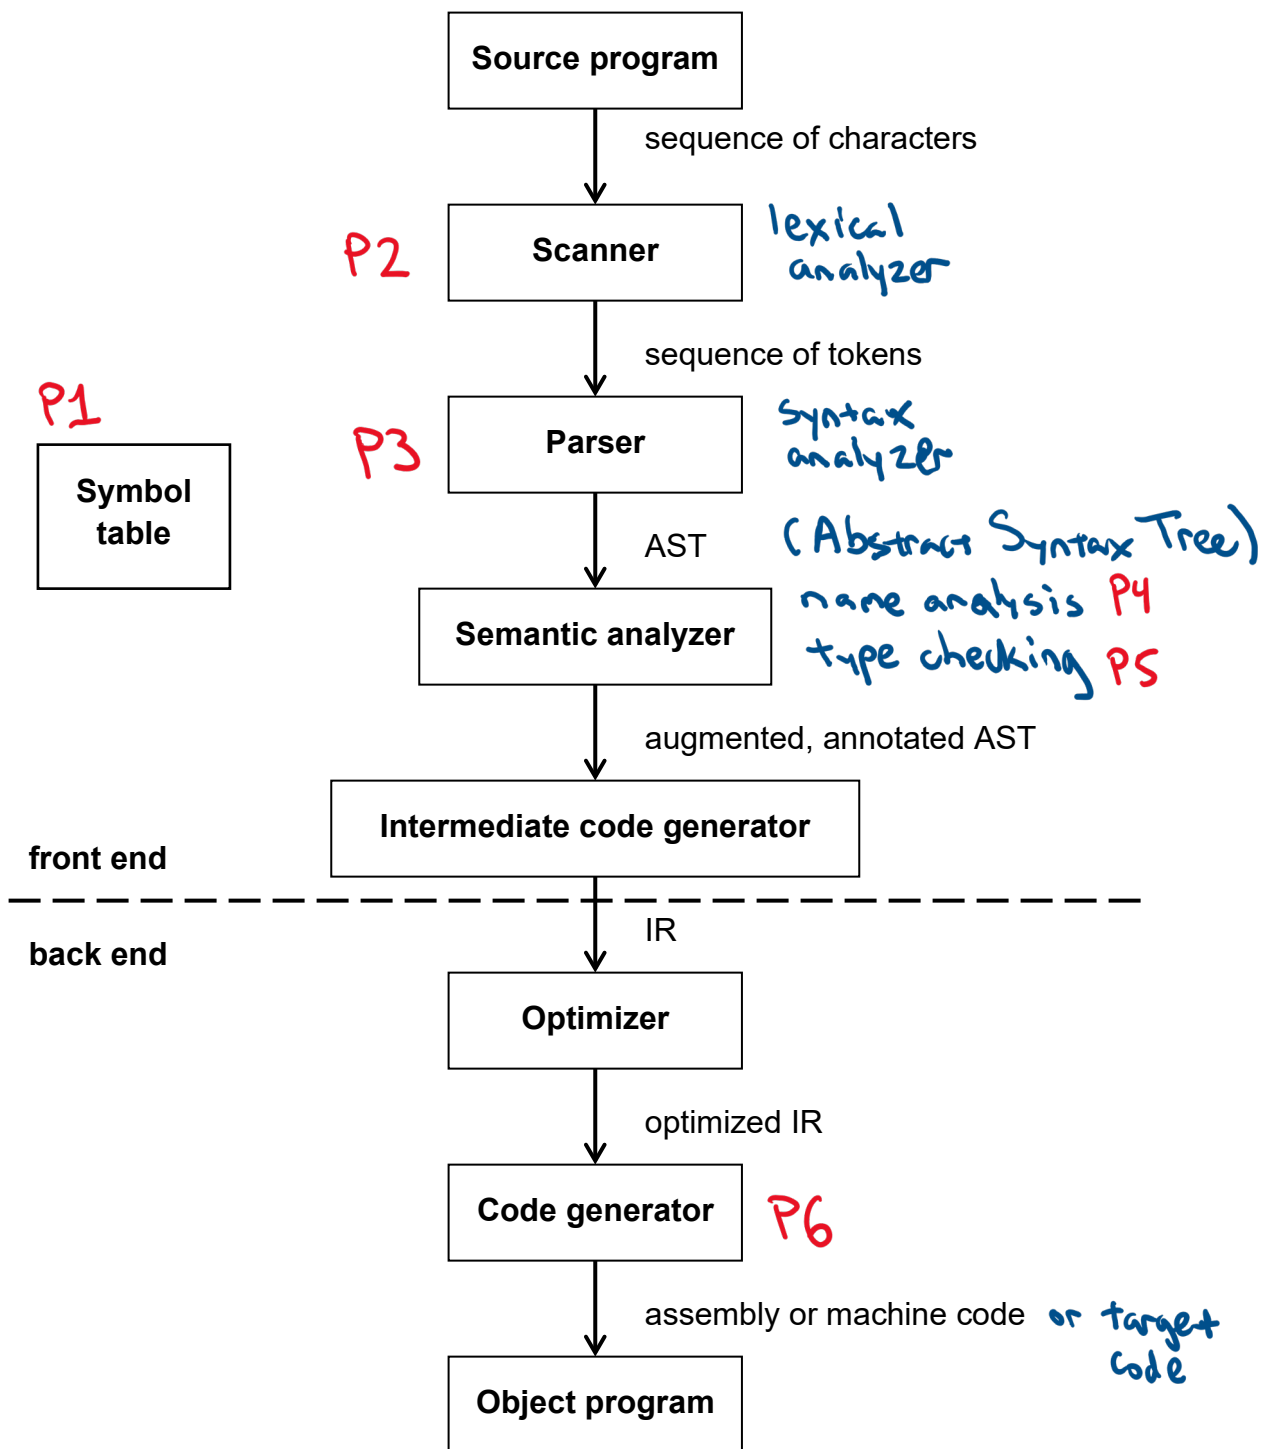 Source program
sequence of characters
P2
Scanner
lexical
analyzer
sequence of tokens
P1
Symbol
table
P3
Parser
syntax
analyzer
AST
(Abstract Syntax Tree)
name analysis P4
Semantic analyzer
type checking P5
augmented, annotated AST
Intermediate code generator
front end
IR
back end
Optimizer
optimized IR
Code generator
P6
assembly or machine code or target
code
Object program